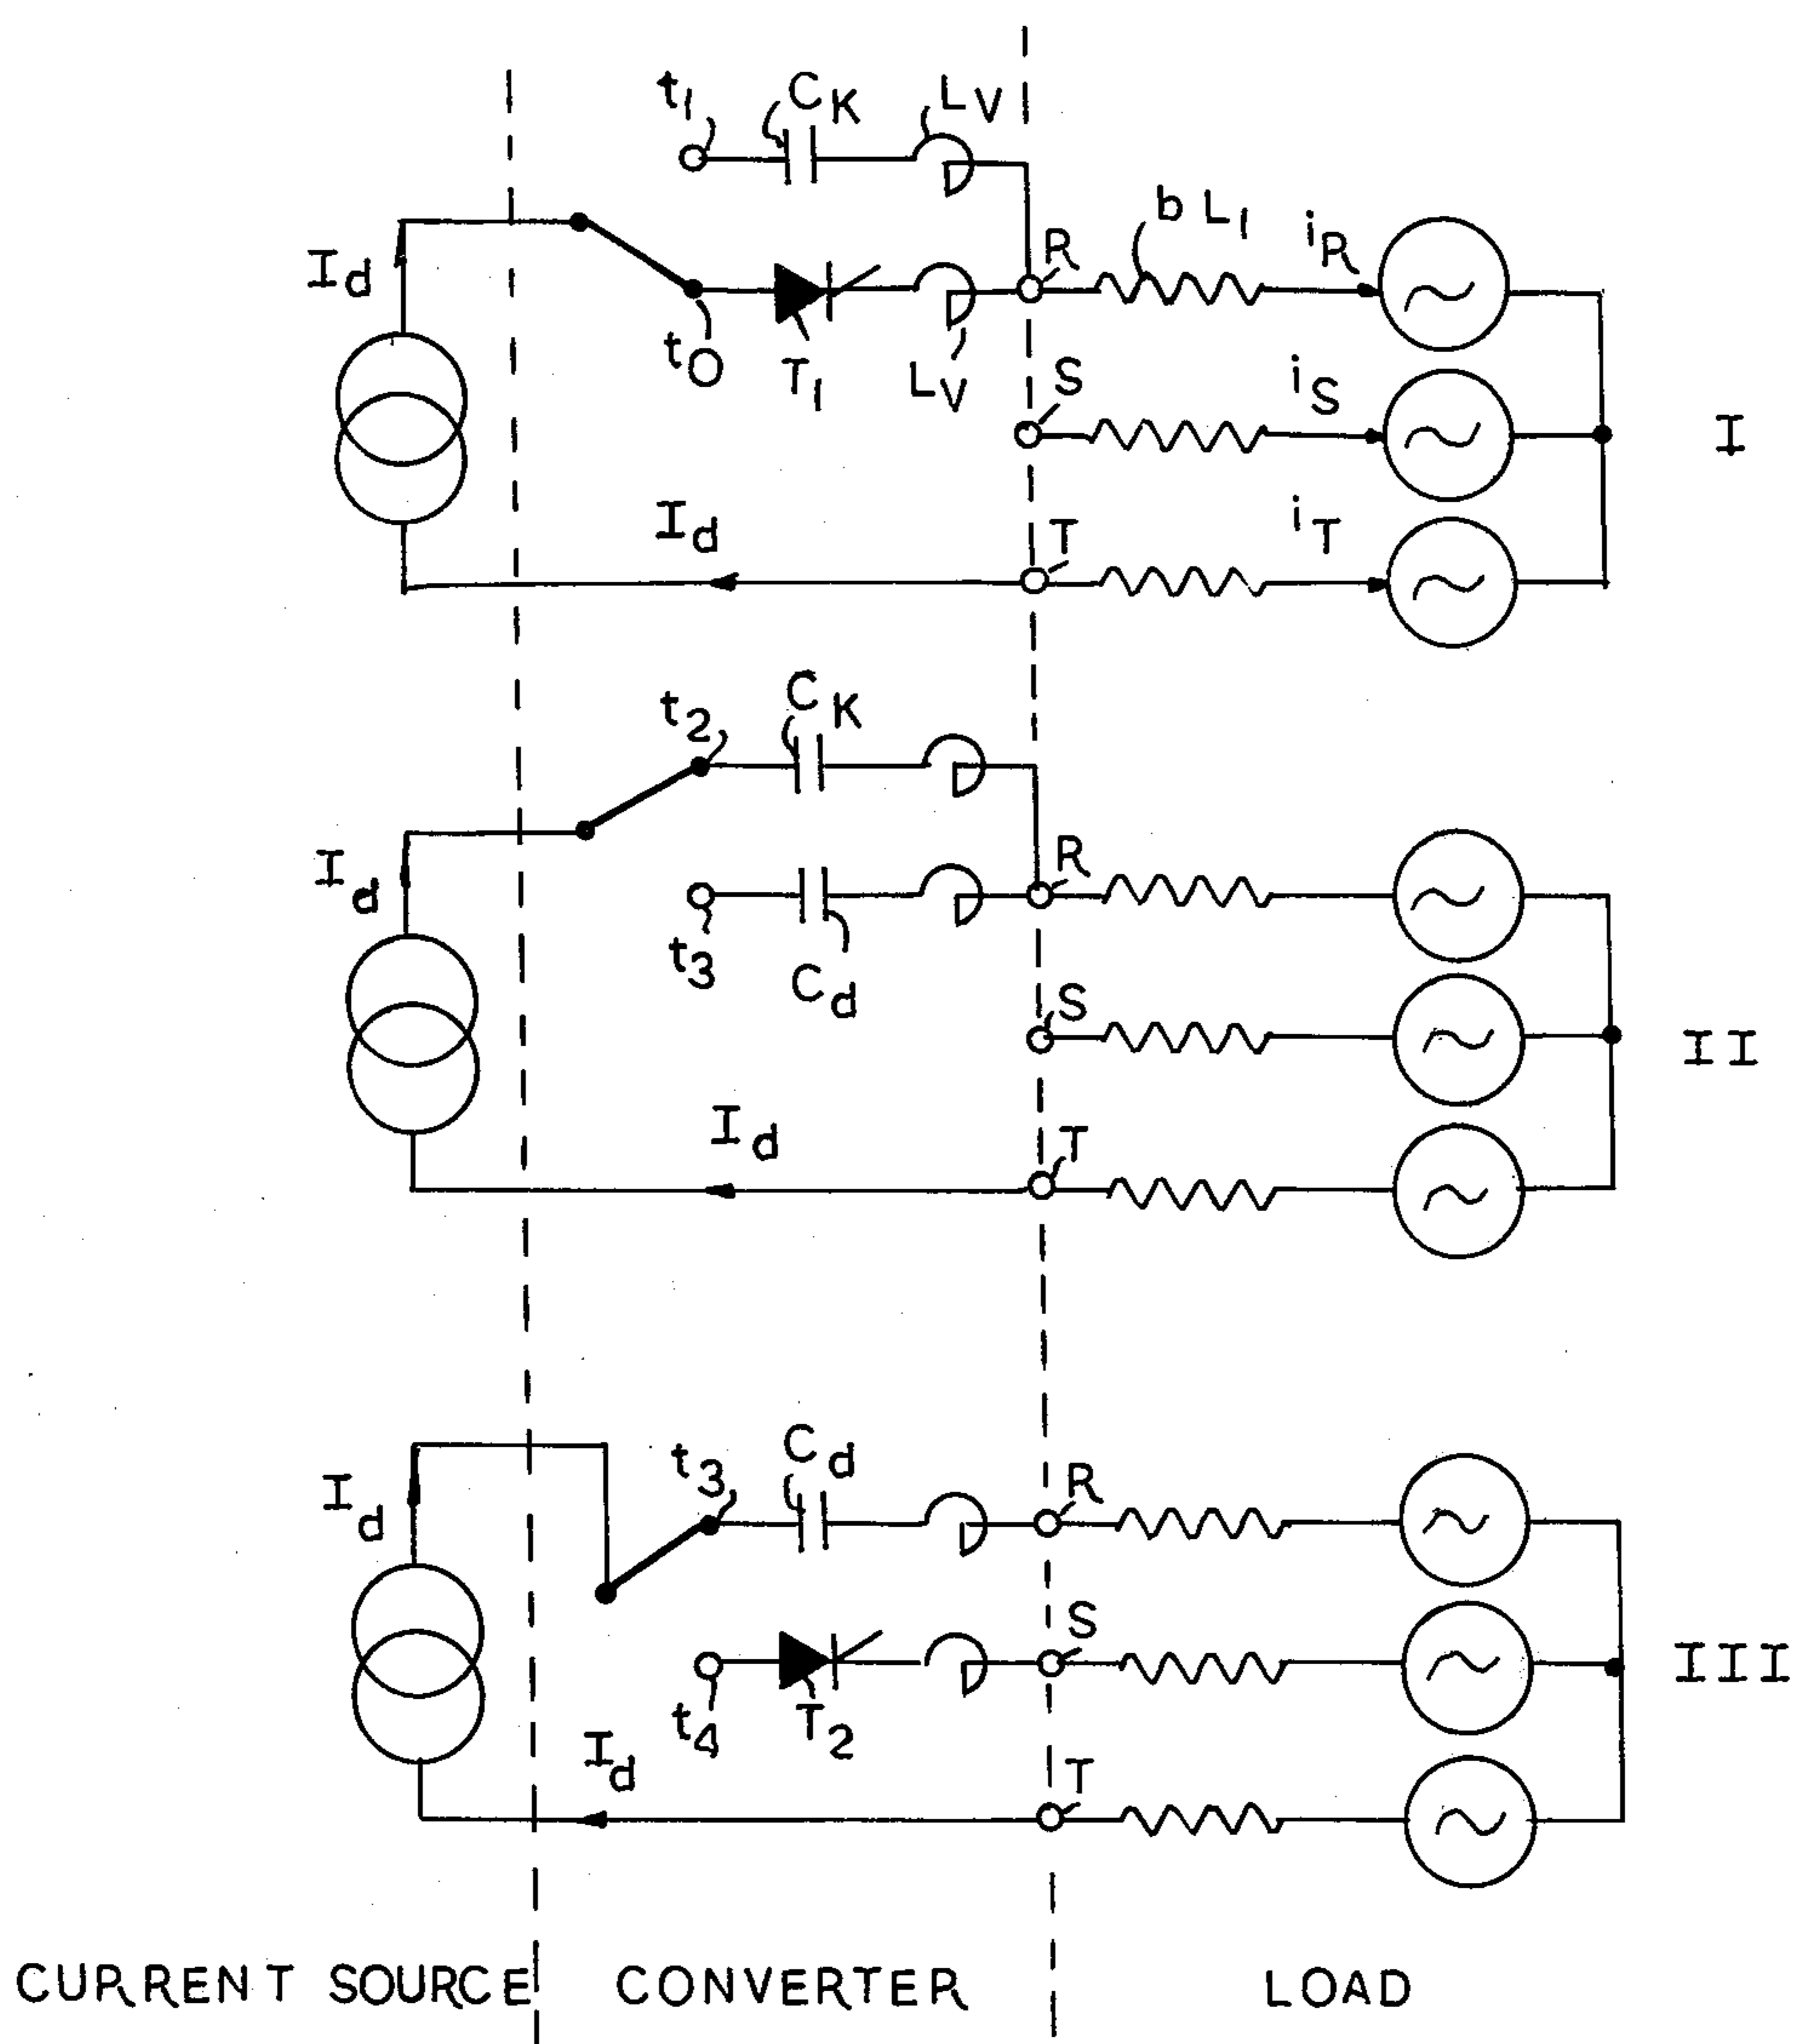 t1 CK LV
Id t0 T1 LV R bL1 iR
S iS I
Id T iT
t2 CK
Id t3 Cd R
S II
Id T
t3 Cd R
Id
t4 T2 S III
Id T
CURRENT SOURCE CONVERTER LOAD